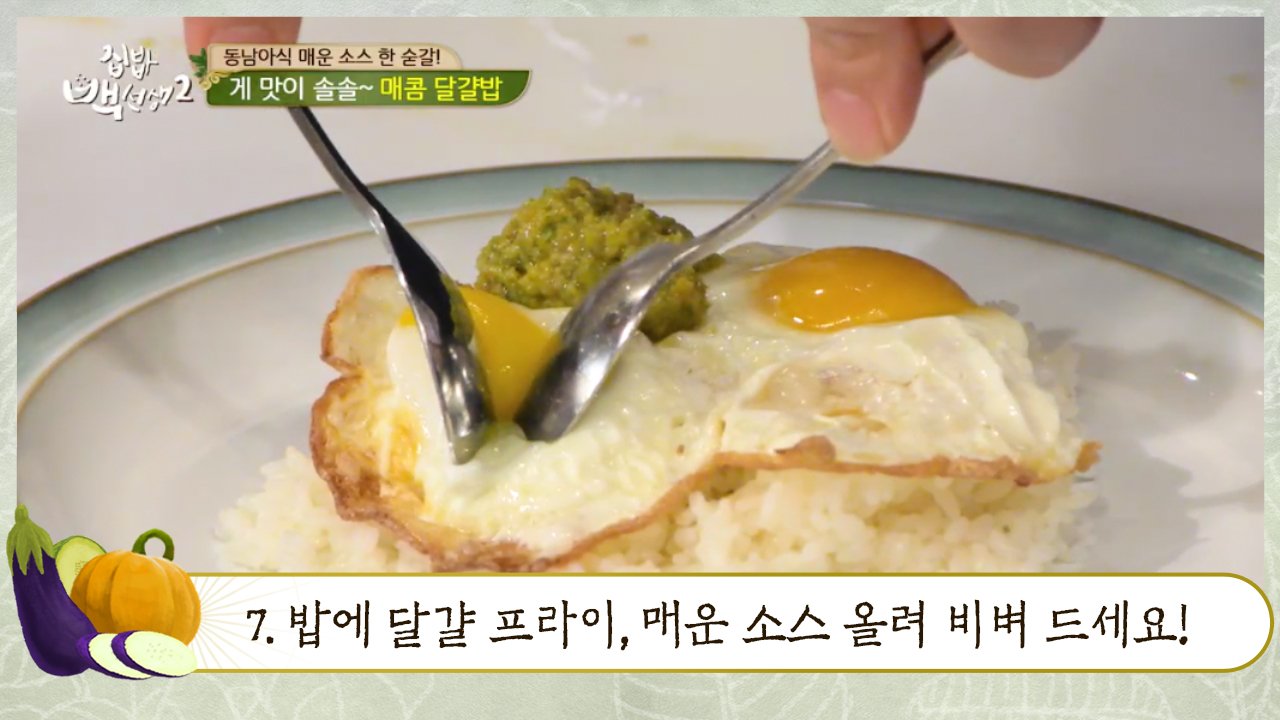 집밥
백선생2
동남아식 매운 소스 한 숟갈!
게 맛이 솔솔~ 매콤 달걀밥
7. 밥에 달걀 프라이, 매운 소스 올려 비벼 드세요!